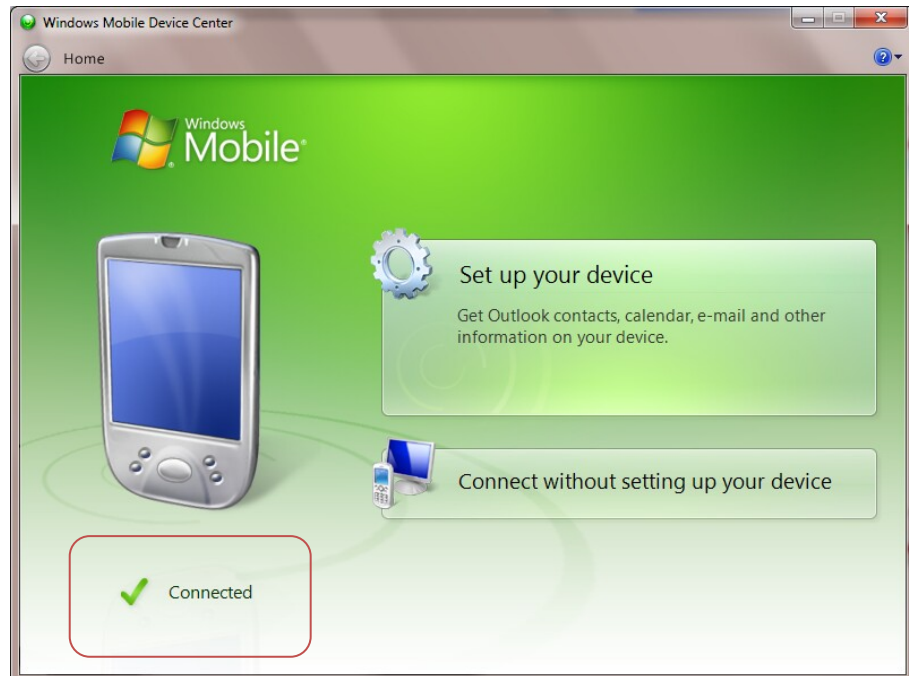 Windows Mobile Device Center
Home
Windows
Mobile®
Set up your device
Get Outlook contacts, calendar, e-mail and other
information on your device.
Connect without setting up your device
Connected